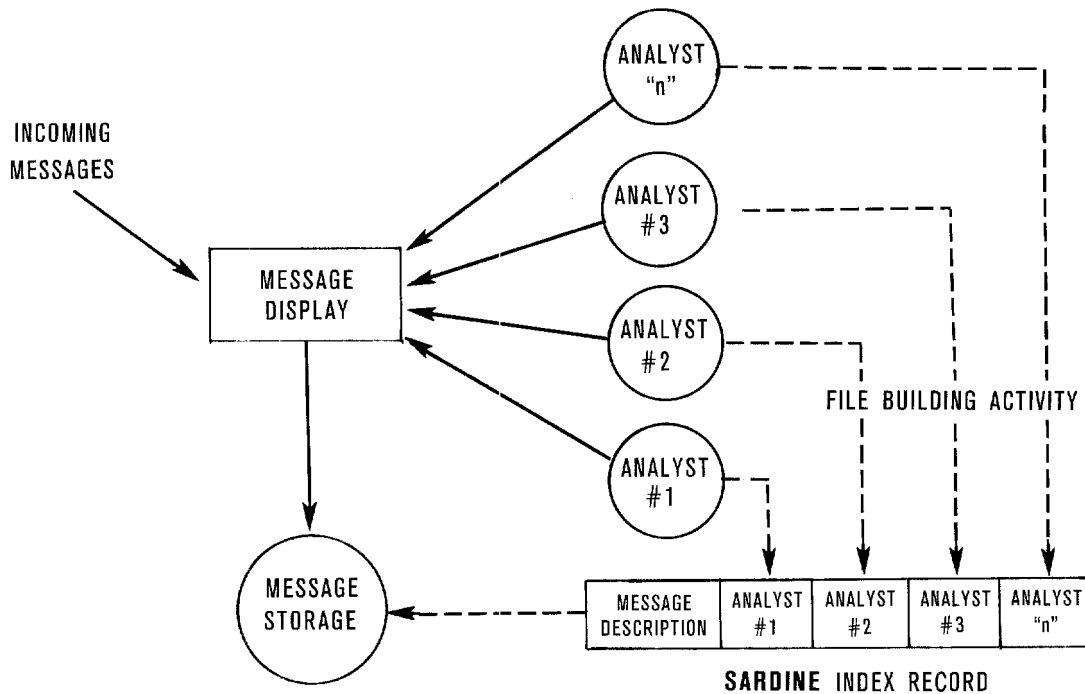 ANALYST
"n"
INCOMING
MESSAGES
ANALYST
#3
MESSAGE
DISPLAY
ANALYST
#2
FILE BUILDING ACTIVITY
ANALYST
#1
MESSAGE
STORAGE
MESSAGE
DESCRIPTION
ANALYST
#1
ANALYST
#2
ANALYST
#3
ANALYST
"n"
SARDINE INDEX RECORD